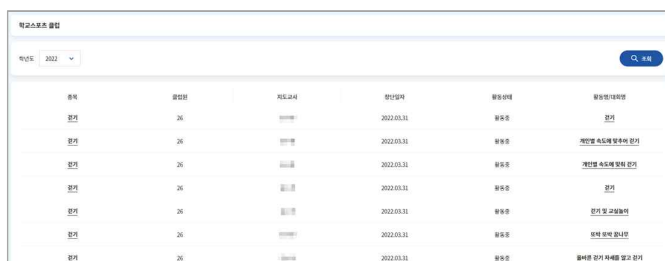 학교스포츠 클럽
학년도 2022 조회
종목 클럽원 지도교사 창단일자 활동상태 활동명/대회명
걷기 26 2022.03.31 활동중 걷기
걷기 26 2022.03.31 활동중 개인별 속도에 맞추어 걷기
걷기 26 2022.03.31 활동중 개인별 속도에 맞춰 걷기
걷기 26 2022.03.31 활동중 걷기
걷기 26 2022.03.31 활동중 걷기 및 교실놀이
걷기 26 2022.03.31 활동중 또박 또박 꿈나무
걷기 26 2022.03.31 활동중 올바른 걷기 자세를 알고 걷기